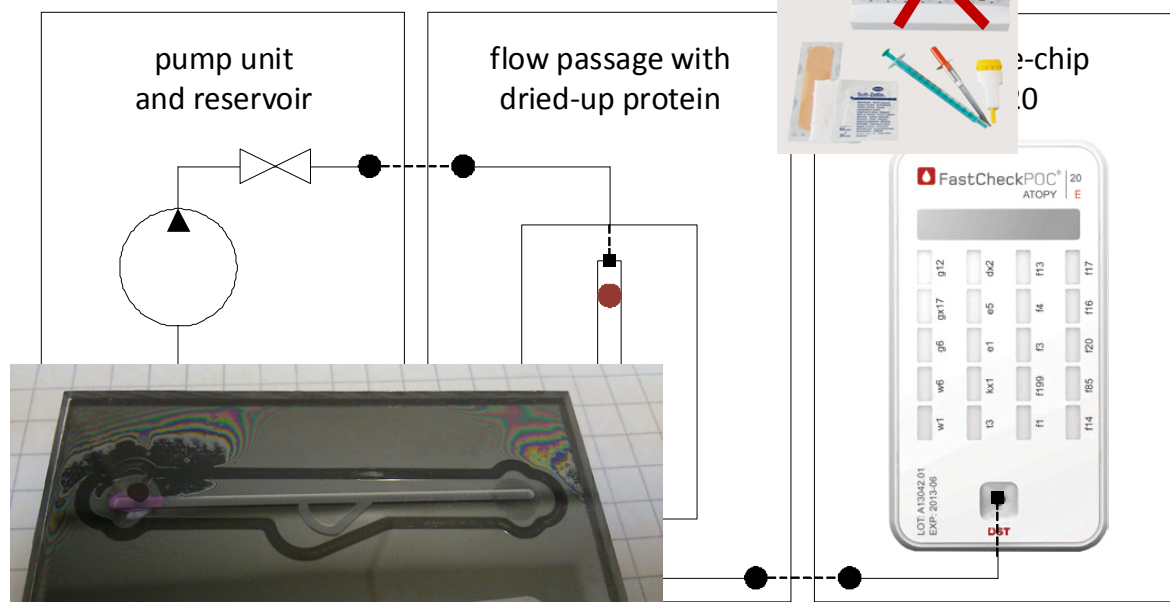 pump unit
and reservoir
flow passage with
dried-up protein
e-chip
20
FastCheckPOC® 20
ATOPY E
g12
dx2
f13
f17
gx17
e5
f4
f16
g6
e1
f3
f20
w6
kx1
f199
f85
w1
t3
f1
f14
LOT: A13042.01
EXP: 2013-06
DST